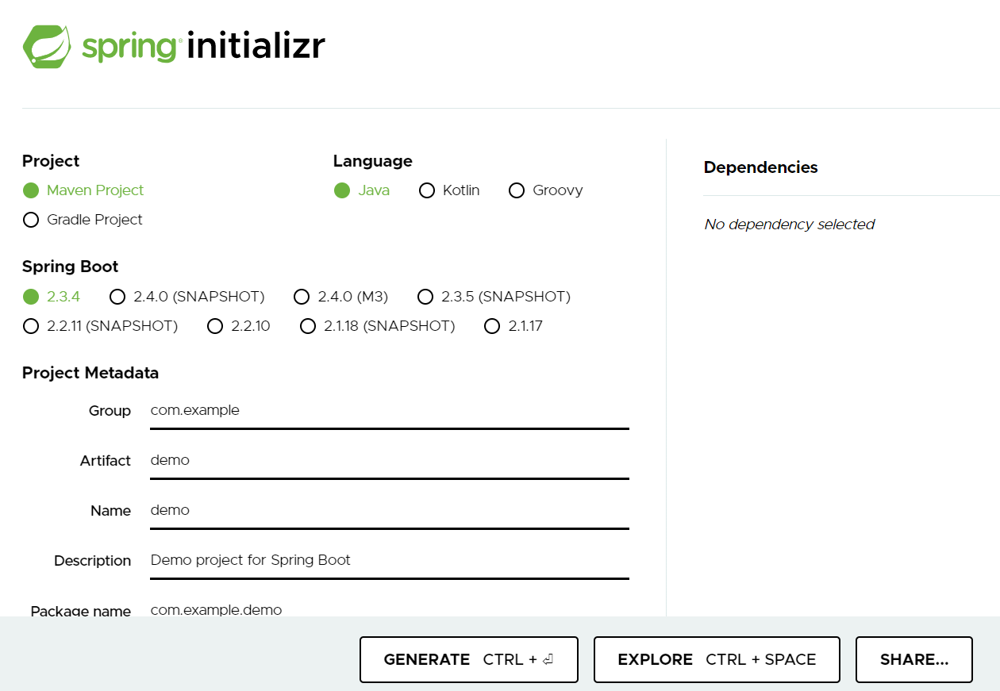 spring initializr
Project
Maven Project
Gradle Project
Language
Java Kotlin Groovy
Spring Boot
2.3.4 2.4.0 (SNAPSHOT) 2.4.0 (M3) 2.3.5 (SNAPSHOT)
2.2.11 (SNAPSHOT) 2.2.10 2.1.18 (SNAPSHOT) 2.1.17
Project Metadata
Group com.example
Artifact demo
Name demo
Description Demo project for Spring Boot
Package name com.example.demo
Dependencies
No dependency selected
GENERATE CTRL + ⏎ EXPLORE CTRL + SPACE SHARE...